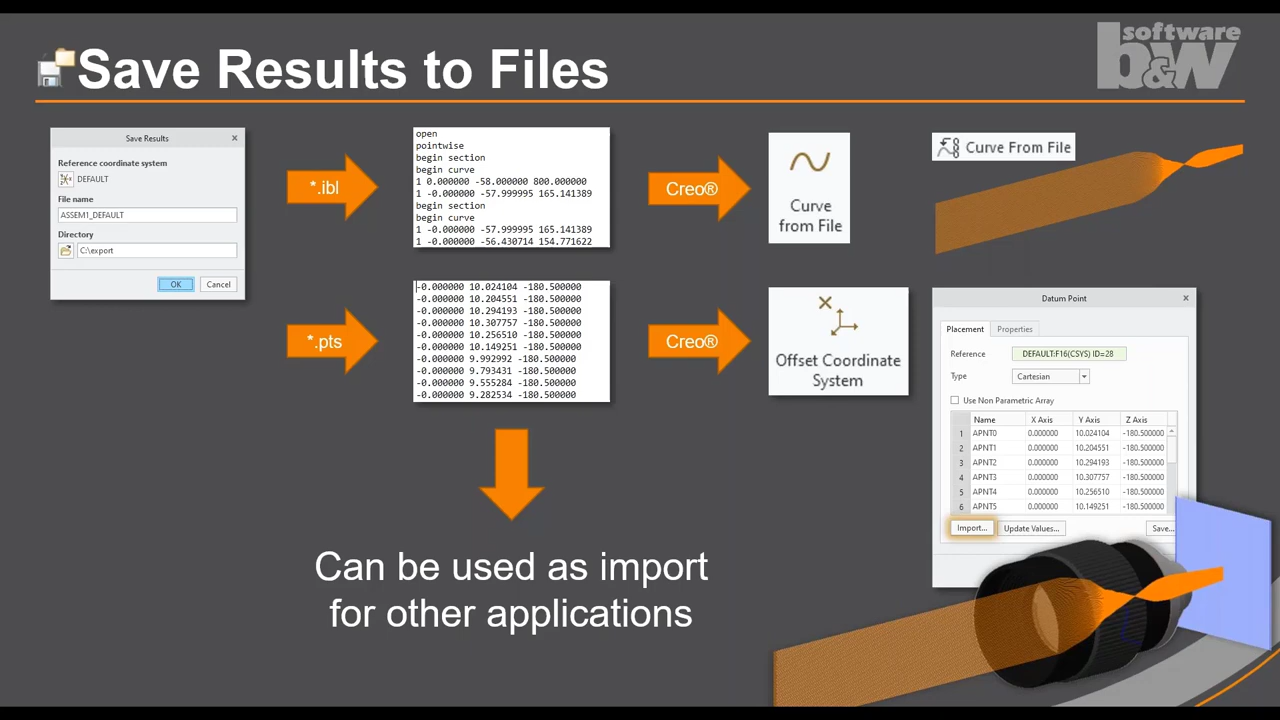 Save Results to Files
software
b&w
Save Results
Reference coordinate system
DEFAULT
File name
ASSEM1_DEFAULT
Directory
C:\export
OK
Cancel
*.ibl
open
pointwise
begin section
begin curve
1 0.000000 -58.000000 800.000000
1 -0.000000 -57.999995 165.141389
begin section
begin curve
1 -0.000000 -57.999995 165.141389
1 -0.000000 -56.430714 154.771622
Creo®
Curve
from File
Curve From File
*.pts
-0.000000 10.024104 -180.500000
-0.000000 10.204551 -180.500000
-0.000000 10.294193 -180.500000
-0.000000 10.307757 -180.500000
-0.000000 10.256510 -180.500000
-0.000000 10.149251 -180.500000
-0.000000 9.992992 -180.500000
-0.000000 9.793431 -180.500000
-0.000000 9.555284 -180.500000
-0.000000 9.282534 -180.500000
Creo®
Offset Coordinate
System
Datum Point
Placement Properties
Reference DEFAULT:F16(CSYS) ID=28
Type Cartesian
Use Non Parametric Array
Name X Axis Y Axis Z Axis
1 APNT0 0.000000 10.024104 -180.500000
2 APNT1 0.000000 10.204551 -180.500000
3 APNT2 0.000000 10.294193 -180.500000
4 APNT3 0.000000 10.307757 -180.500000
5 APNT4 0.000000 10.256510 -180.500000
6 APNT5 0.000000 10.149251 -180.500000
Import... Update Values... Save...
Can be used as import
for other applications